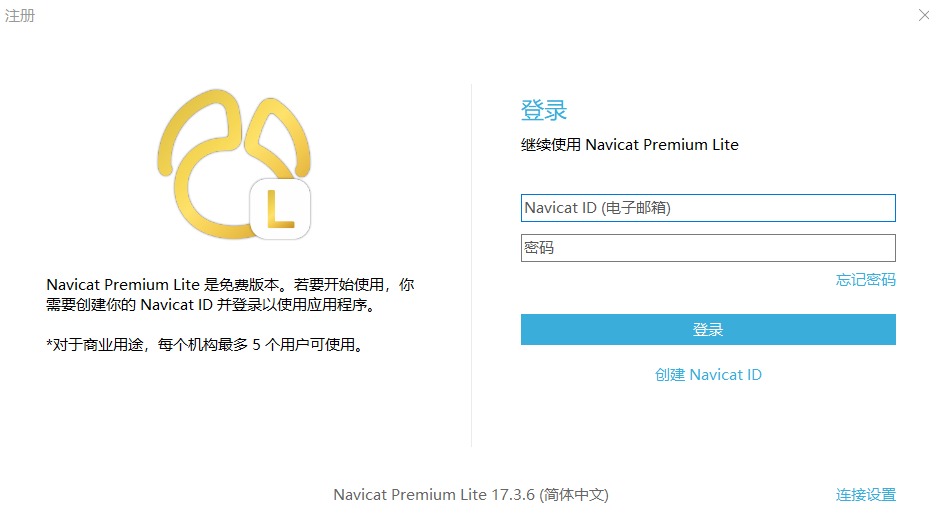 注册
登录
继续使用 Navicat Premium Lite
Navicat ID (电子邮箱)
密码
忘记密码
登录
创建 Navicat ID
L
Navicat Premium Lite 是免费版本。若要开始使用，你
需要创建你的 Navicat ID 并登录以使用应用程序。
*对于商业用途，每个机构最多 5 个用户可使用。
Navicat Premium Lite 17.3.6 (简体中文)
连接设置